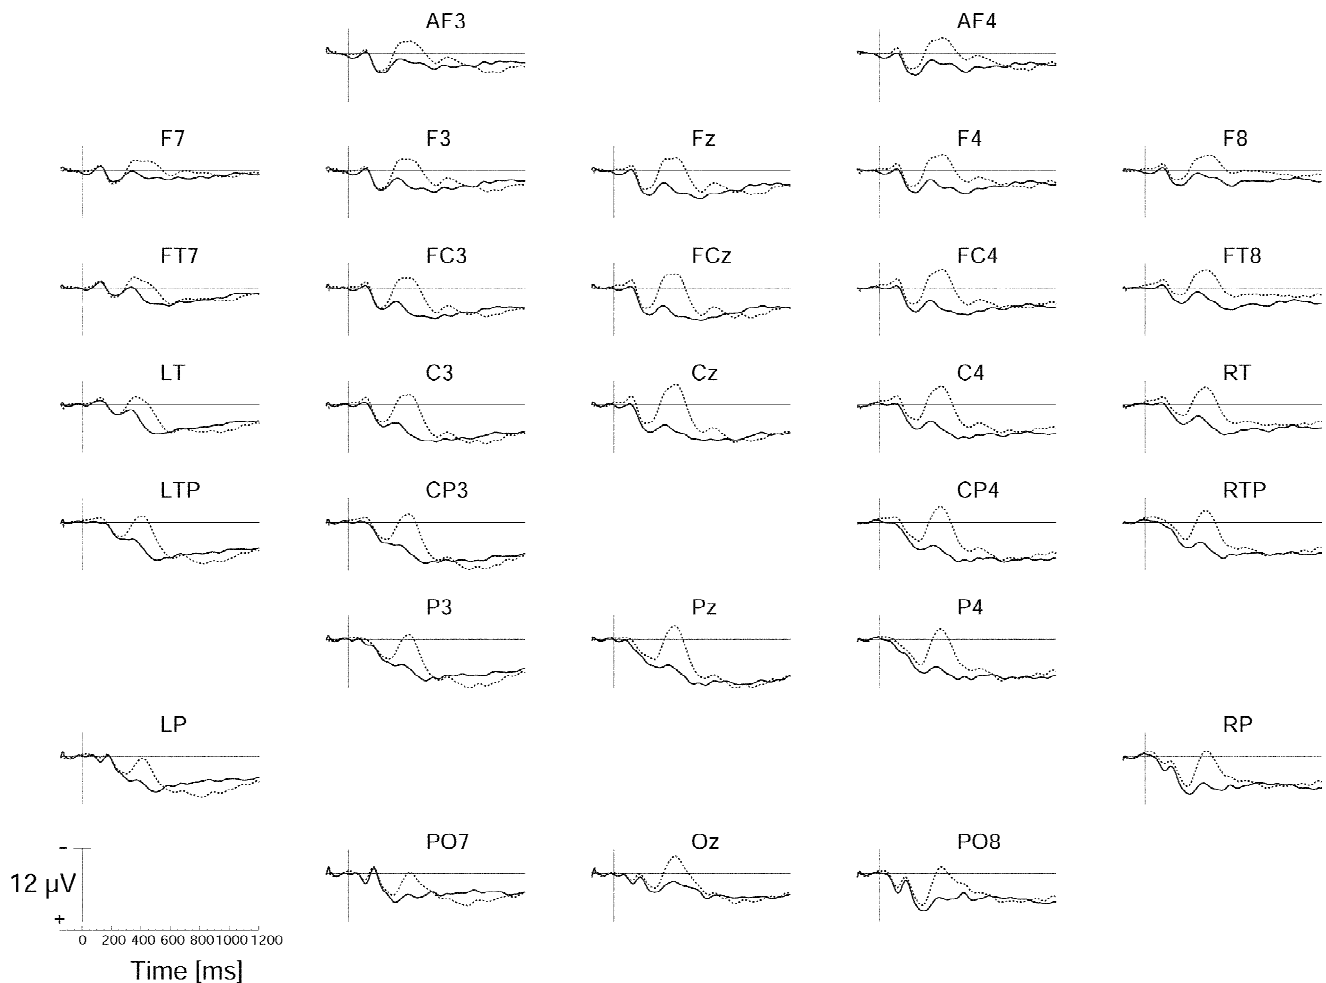 AF3 AF4
F7 F3 Fz F4 F8
FT7 FC3 FCz FC4 FT8
LT C3 Cz C4 RT
LTP CP3 CP4 RTP
P3 Pz P4
LP RP
PO7 Oz PO8
-
12 µV
+
0 200 400 600 800 1000 1200
Time [ms]